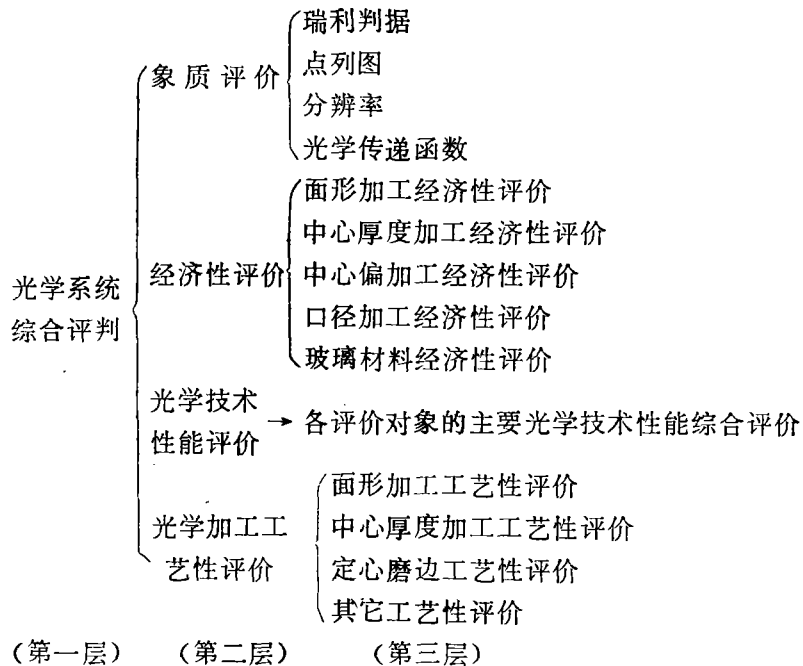 瑞利判据
象质评价
点列图
分辨率
光学传递函数
面形加工经济性评价
中心厚度加工经济性评价
经济性评价
中心偏加工经济性评价
光学系统
综合评判
口径加工经济性评价
玻璃材料经济性评价
光学技术
性能评价
→ 各评价对象的主要光学技术性能综合评价
面形加工工艺性评价
光学加工工
艺性评价
中心厚度加工工艺性评价
定心磨边工艺性评价
其它工艺性评价
(第一层) (第二层) (第三层)